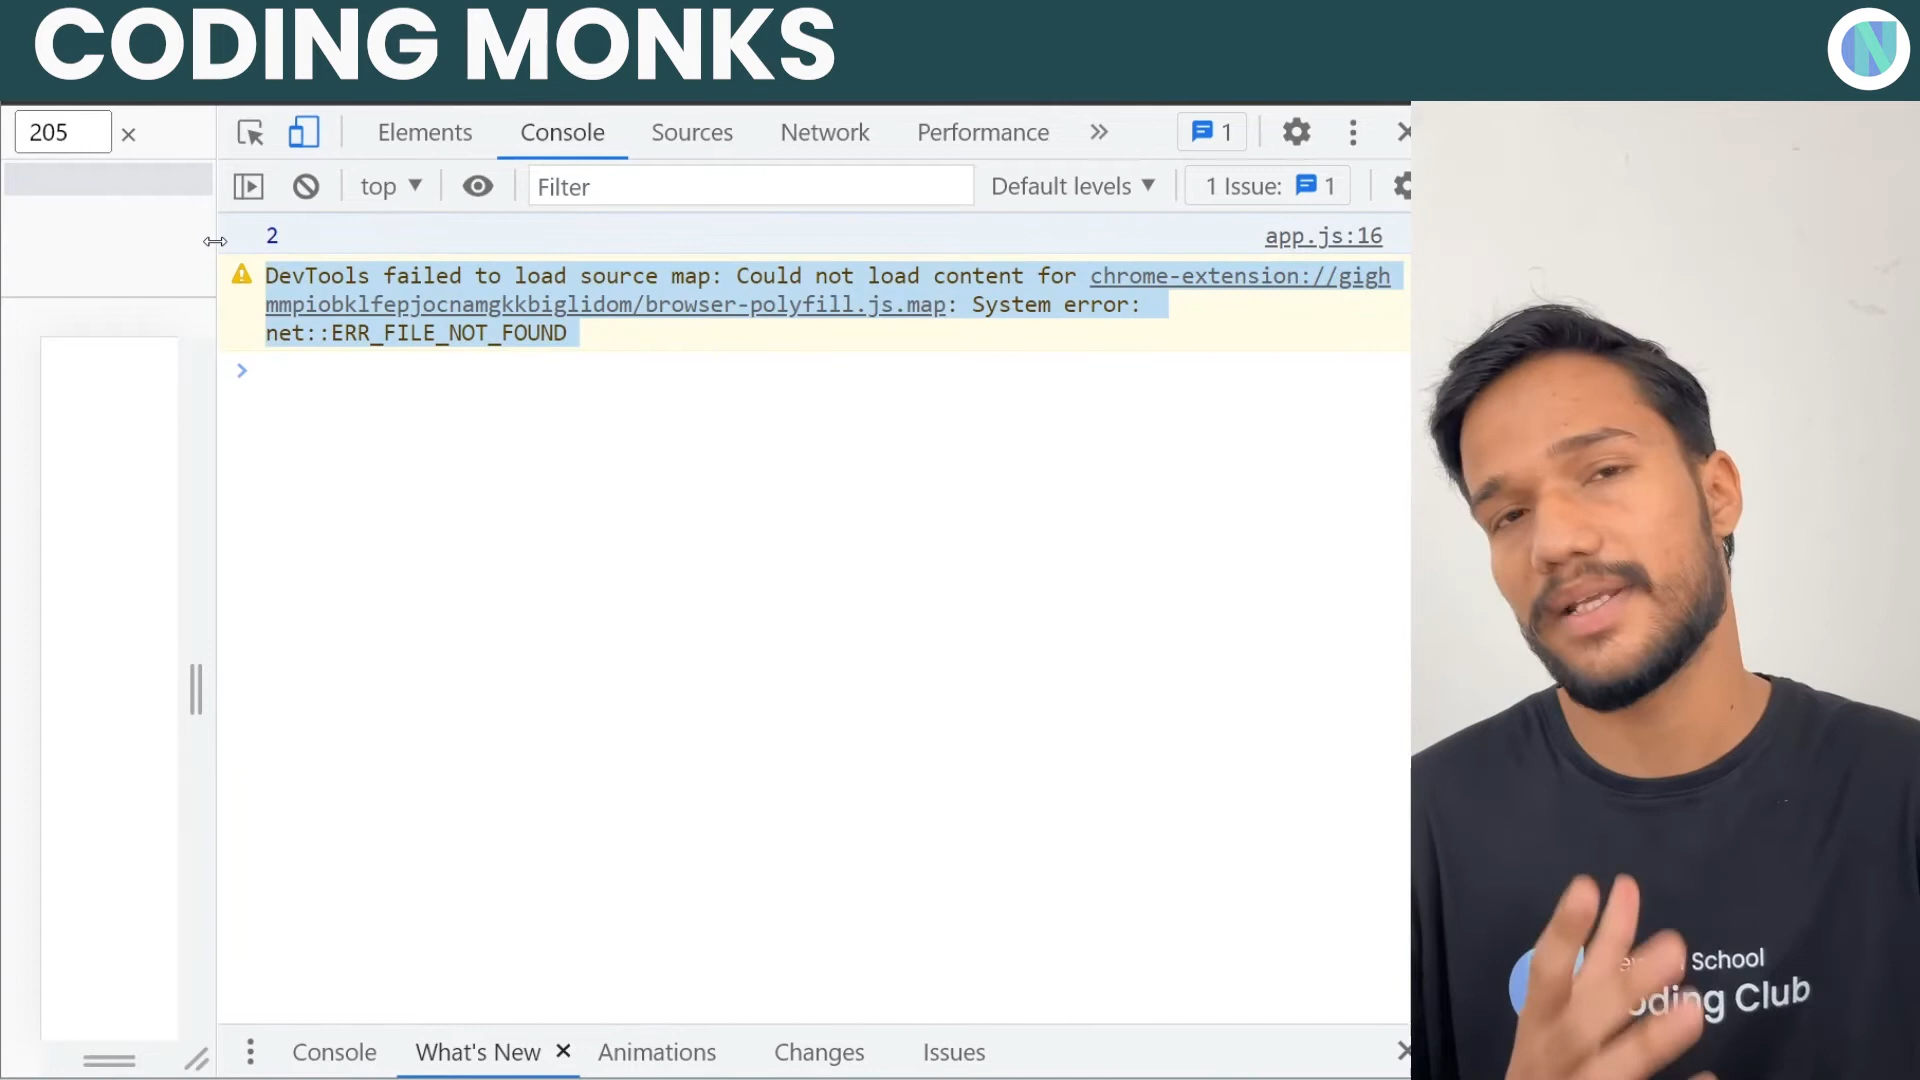 CODING MONKS
205 ×
Elements Console Sources Network Performance » 1
top Filter Default levels 1 Issue: 1
2 app.js:16
DevTools failed to load source map: Could not load content for chrome-extension://gigh
mmpiobklfepjocnamgkkbiglidom/browser-polyfill.js.map: System error:
net::ERR_FILE_NOT_FOUND
School
oding Club
Console What's New Animations Changes Issues